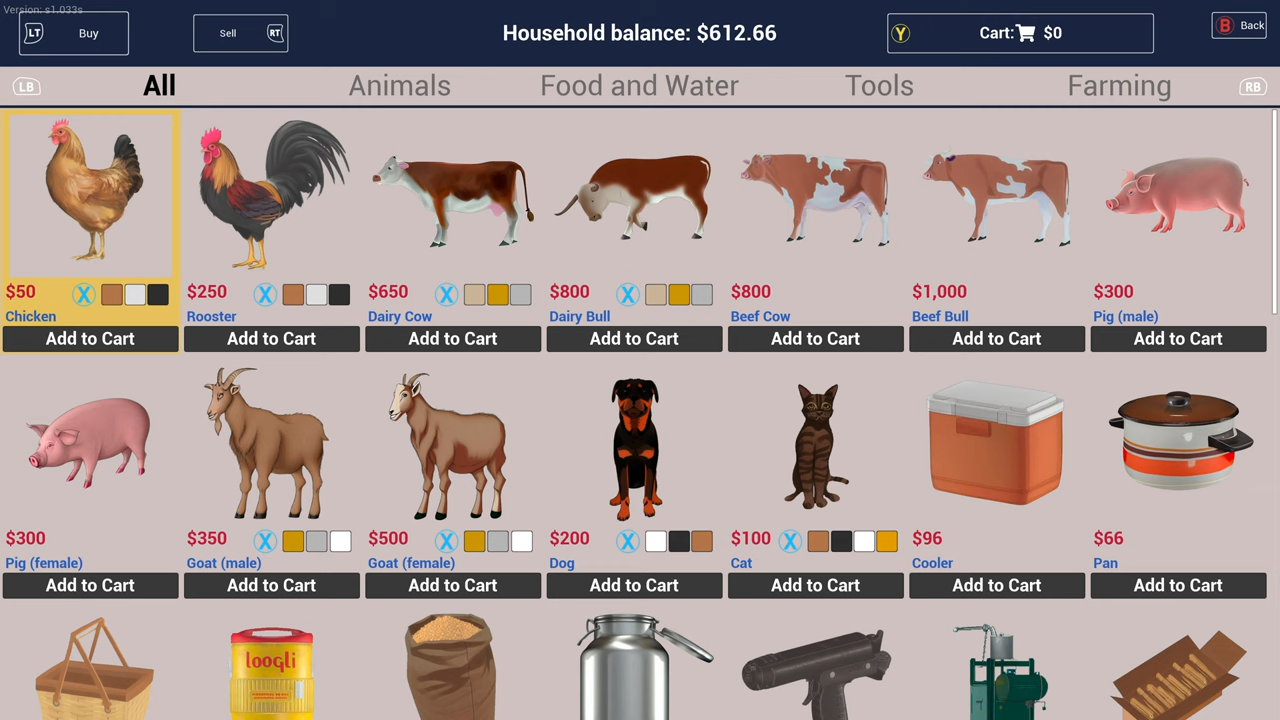 Version: s1.033s
LT Buy
Sell RT
Household balance: $612.66
Y Cart: $0
B Back
LB All Animals Food and Water Tools Farming RB
$50 X
Chicken
Add to Cart
$250 X
Rooster
Add to Cart
$650 X
Dairy Cow
Add to Cart
$800 X
Dairy Bull
Add to Cart
$800
Beef Cow
Add to Cart
$1,000
Beef Bull
Add to Cart
$300
Pig (male)
Add to Cart
$300
Pig (female)
Add to Cart
$350 X
Goat (male)
Add to Cart
$500 X
Goat (female)
Add to Cart
$200 X
Dog
Add to Cart
$100 X
Cat
Add to Cart
$96
Cooler
Add to Cart
$66
Pan
Add to Cart
loogli